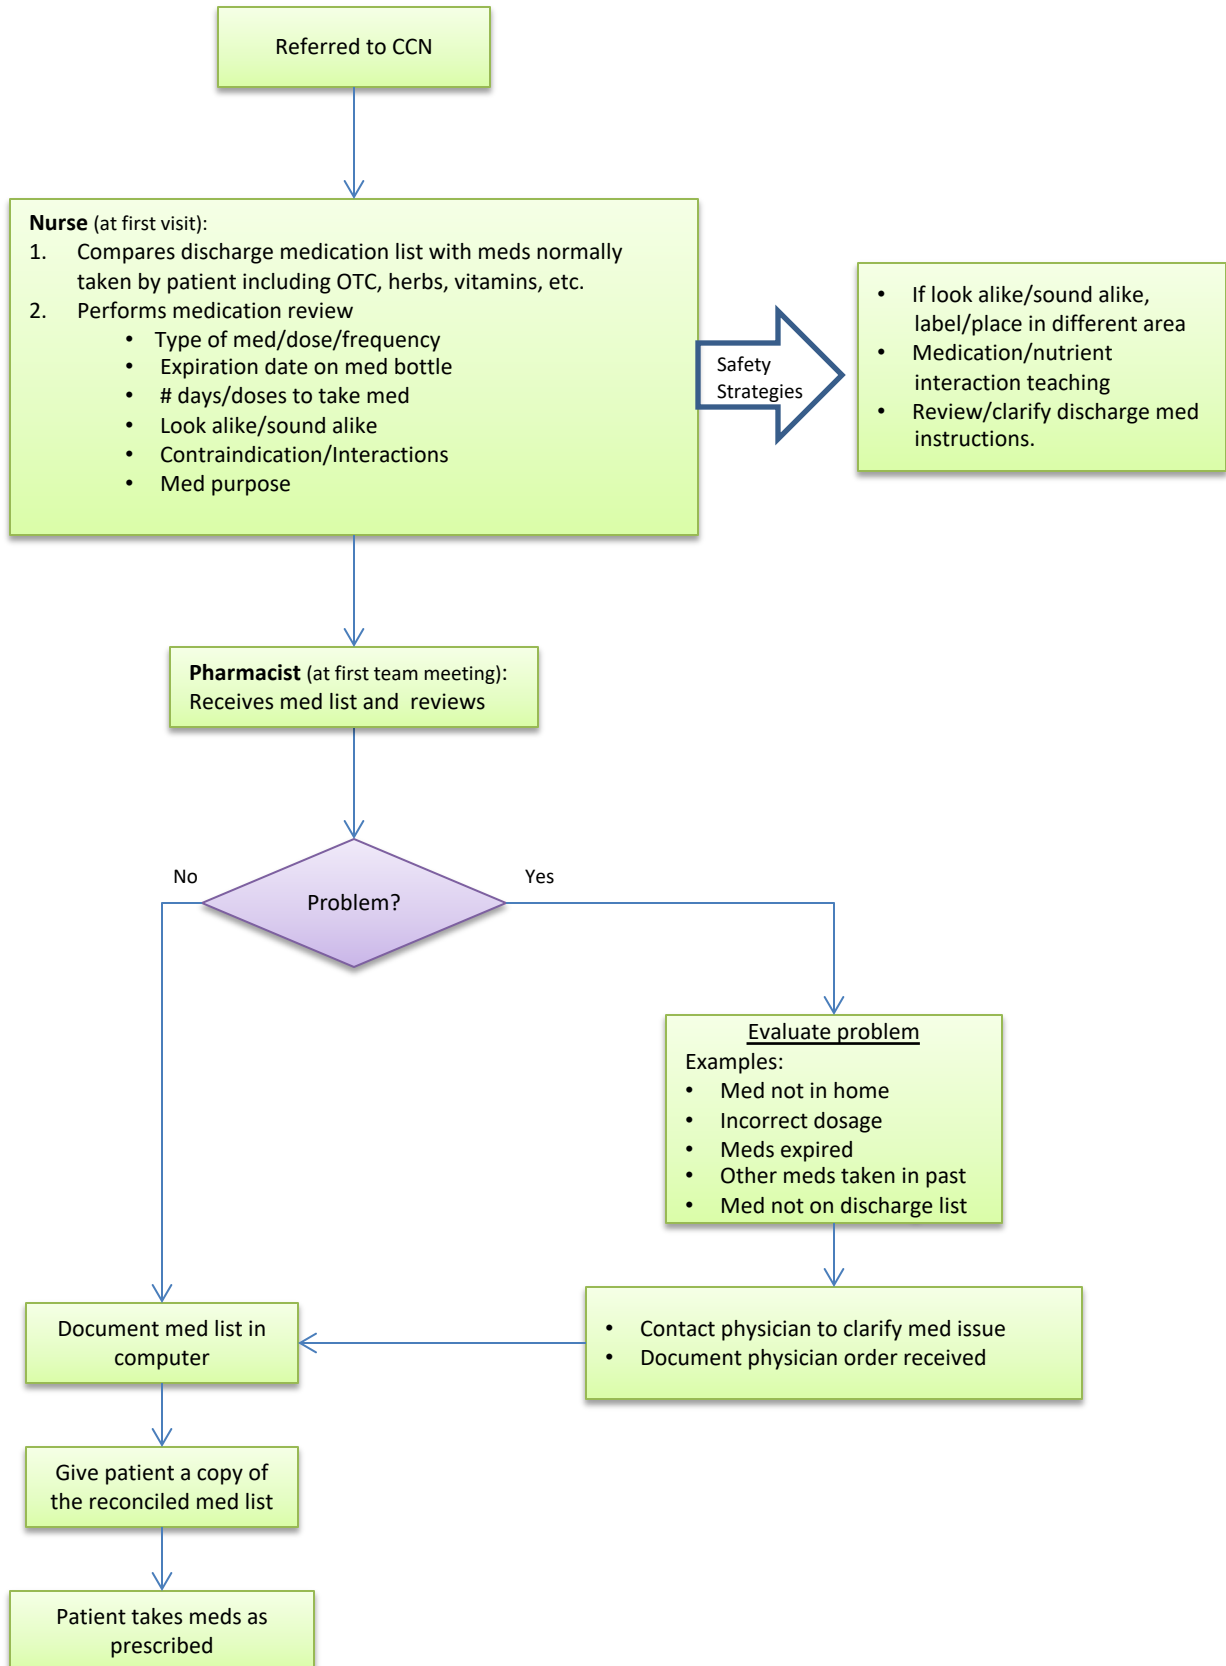 Referred to CCN
Nurse (at first visit):
1. Compares discharge medication list with meds normally
taken by patient including OTC, herbs, vitamins, etc.
2. Performs medication review
• Type of med/dose/frequency
• Expiration date on med bottle
• # days/doses to take med
• Look alike/sound alike
• Contraindication/Interactions
• Med purpose
Safety
Strategies
• If look alike/sound alike,
label/place in different area
• Medication/nutrient
interaction teaching
• Review/clarify discharge med
instructions.
Pharmacist (at first team meeting):
Receives med list and reviews
Problem?
No
Yes
Evaluate problem
Examples:
• Med not in home
• Incorrect dosage
• Meds expired
• Other meds taken in past
• Med not on discharge list
• Contact physician to clarify med issue
• Document physician order received
Document med list in
computer
Give patient a copy of
the reconciled med list
Patient takes meds as
prescribed